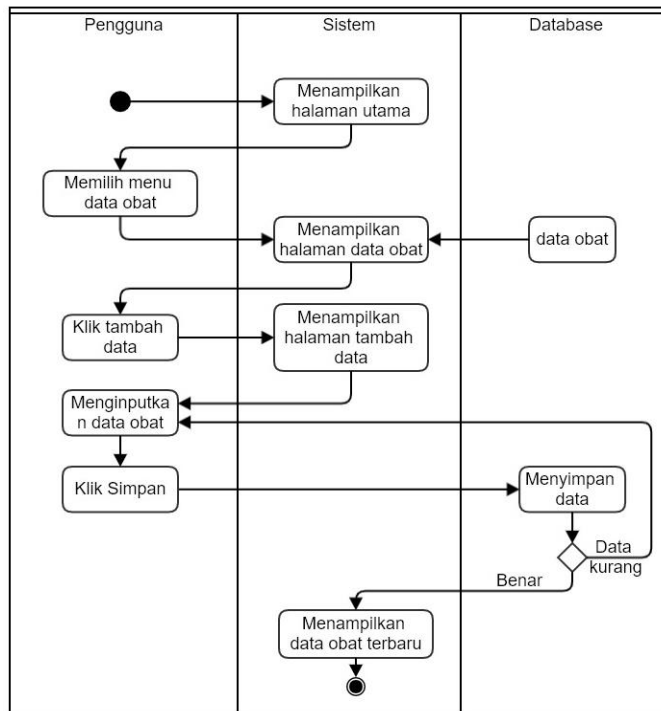 Pengguna
Sistem
Database
Menampilkan
halaman utama
Memilih menu
data obat
Menampilkan
halaman data obat
data obat
Klik tambah
data
Menampilkan
halaman tambah
data
Menginputka
n data obat
Klik Simpan
Menyimpan
data
Data
kurang
Benar
Menampilkan
data obat terbaru